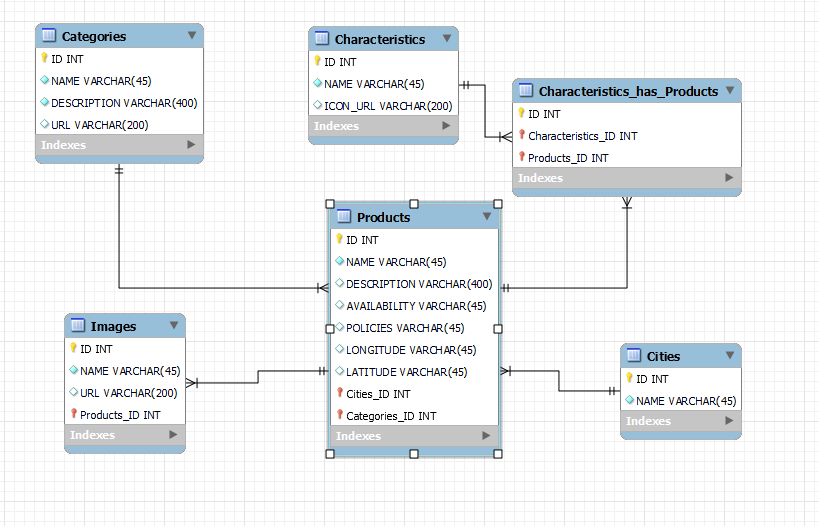 Categories
ID INT
NAME VARCHAR(45)
DESCRIPTION VARCHAR(400)
URL VARCHAR(200)
Indexes
Characteristics
ID INT
NAME VARCHAR(45)
ICON_URL VARCHAR(200)
Indexes
Characteristics_has_Products
ID INT
Characteristics_ID INT
Products_ID INT
Indexes
Products
ID INT
NAME VARCHAR(45)
DESCRIPTION VARCHAR(400)
AVAILABILITY VARCHAR(45)
POLICIES VARCHAR(45)
LONGITUDE VARCHAR(45)
LATITUDE VARCHAR(45)
Cities_ID INT
Categories_ID INT
Indexes
Images
ID INT
NAME VARCHAR(45)
URL VARCHAR(200)
Products_ID INT
Indexes
Cities
ID INT
NAME VARCHAR(45)
Indexes